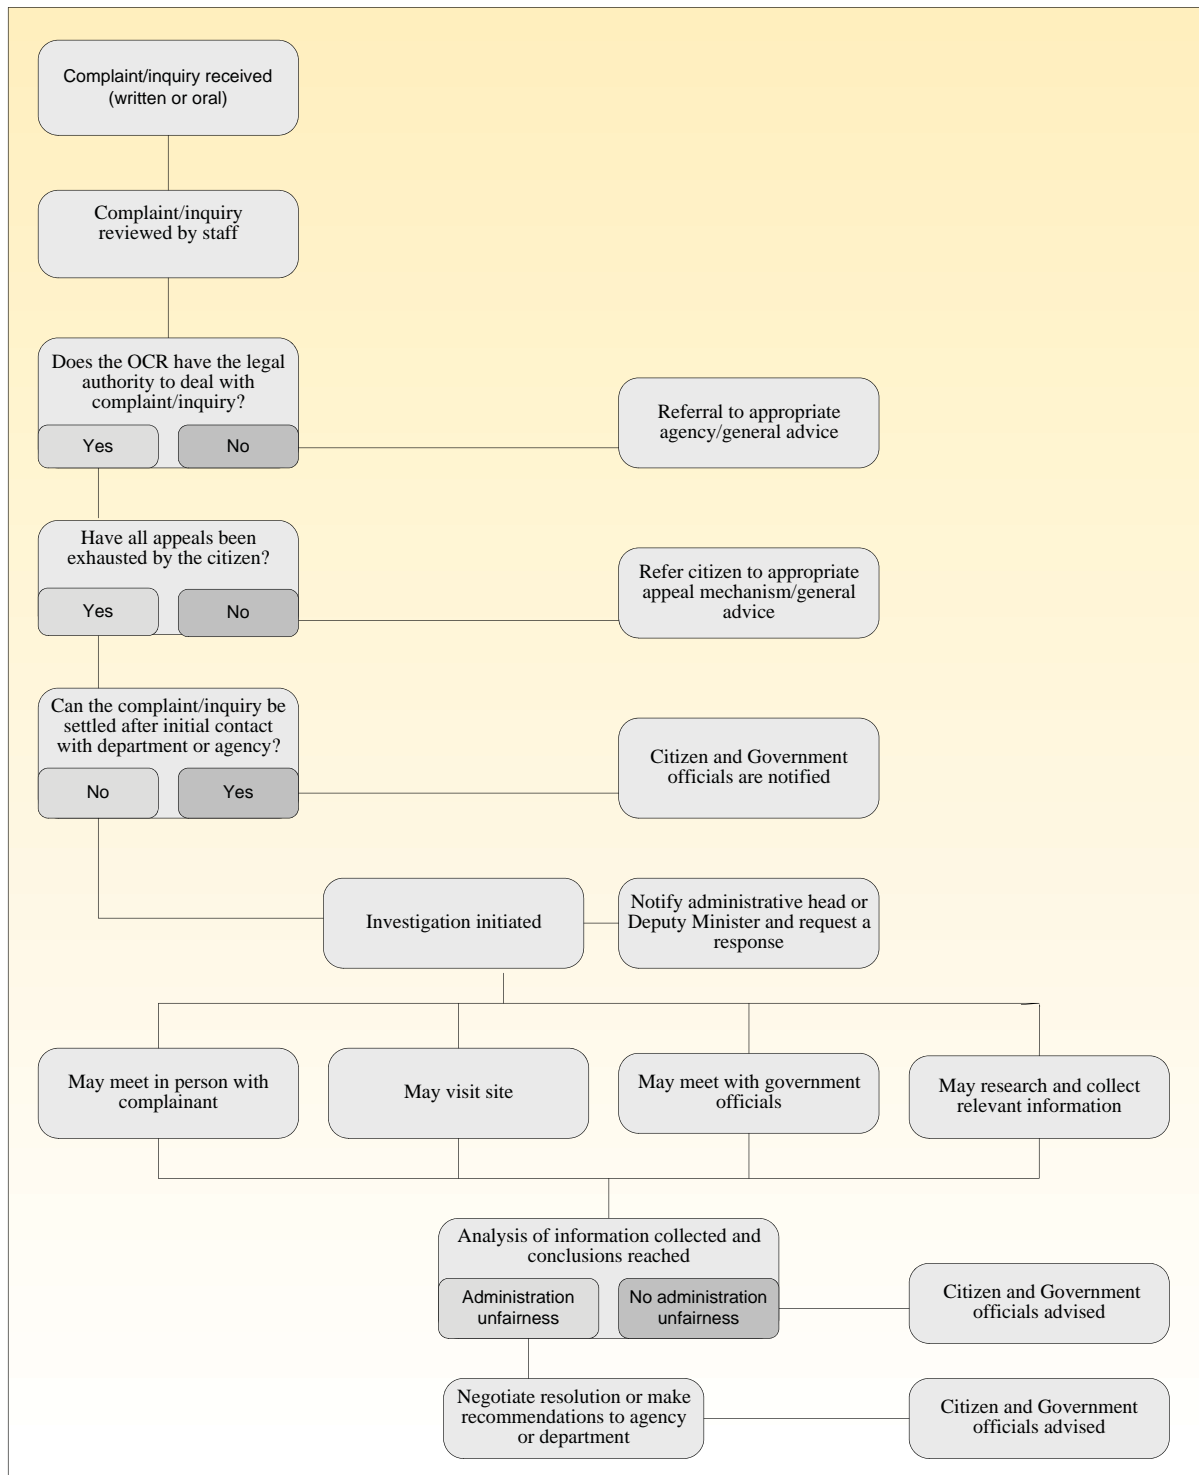 Complaint/inquiry received
(written or oral)
Complaint/inquiry
reviewed by staff
Does the OCR have the legal
authority to deal with
complaint/inquiry?
Yes
No
Referral to appropriate
agency/general advice
Have all appeals been
exhausted by the citizen?
Yes
No
Refer citizen to appropriate
appeal mechanism/general
advice
Can the complaint/inquiry be
settled after initial contact
with department or agency?
No
Yes
Citizen and Government
officials are notified
Investigation initiated
Notify administrative head or
Deputy Minister and request a
response
May meet in person with
complainant
May visit site
May meet with government
officials
May research and collect
relevant information
Analysis of information collected and
conclusions reached
Administration
unfairness
No administration
unfairness
Citizen and Government
officials advised
Negotiate resolution or make
recommendations to agency
or department
Citizen and Government
officials advised